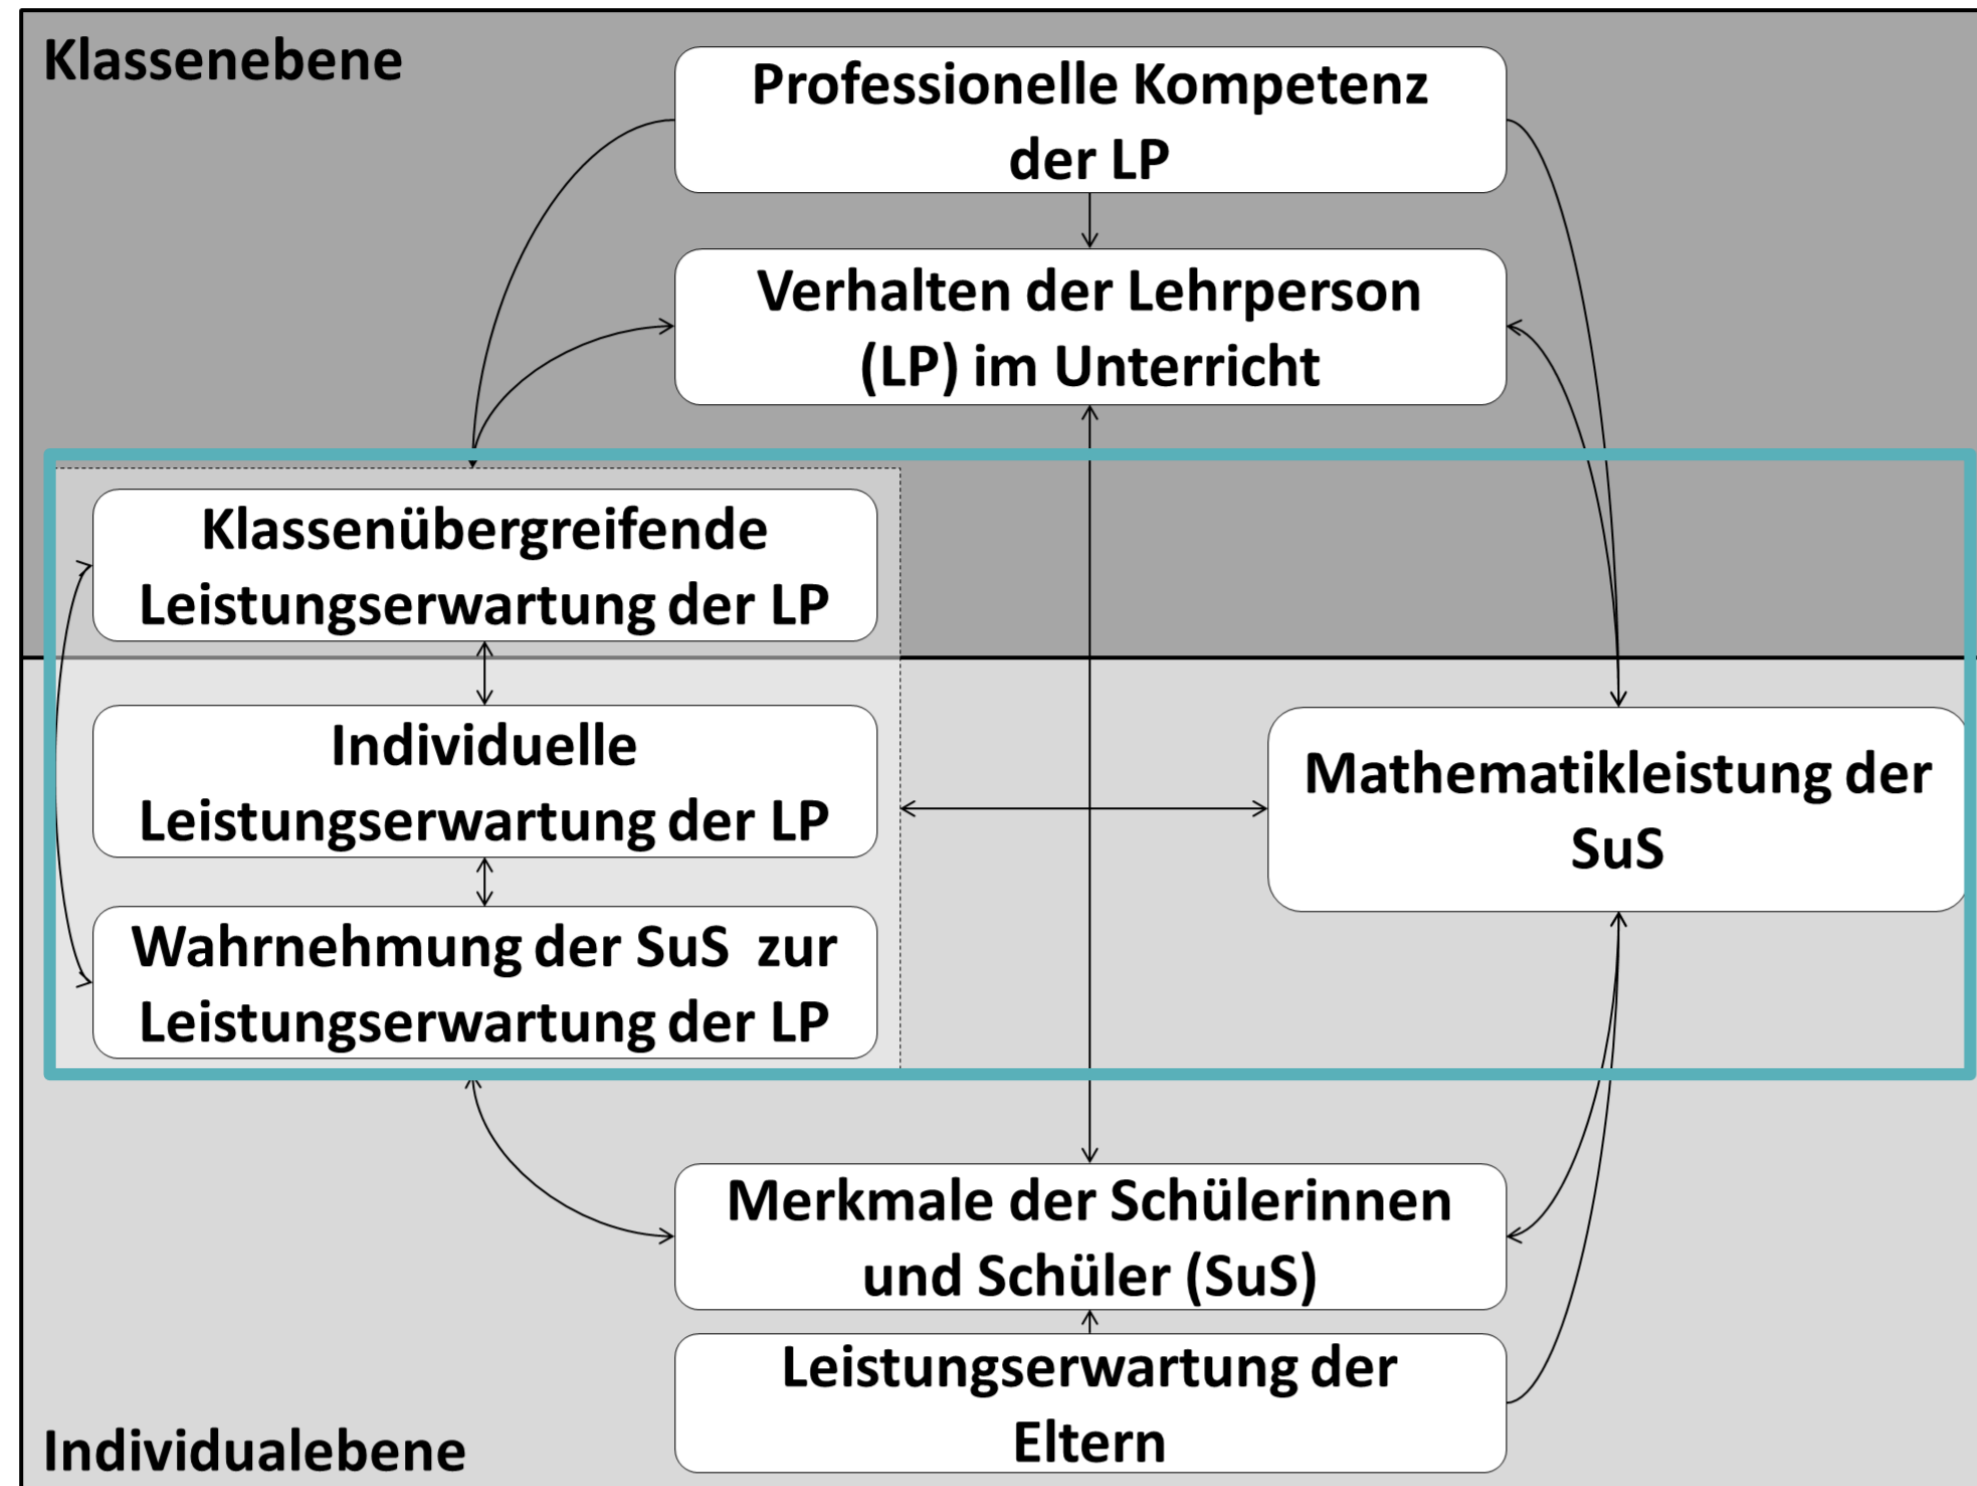 Klassenebene
Professionelle Kompetenz
der LP
Verhalten der Lehrperson
(LP) im Unterricht
Klassenübergreifende
Leistungserwartung der LP
Individuelle
Leistungserwartung der LP
Wahrnehmung der SuS zur
Leistungserwartung der LP
Mathematikleistung der
SuS
Merkmale der Schülerinnen
und Schüler (SuS)
Leistungserwartung der
Eltern
Individualebene